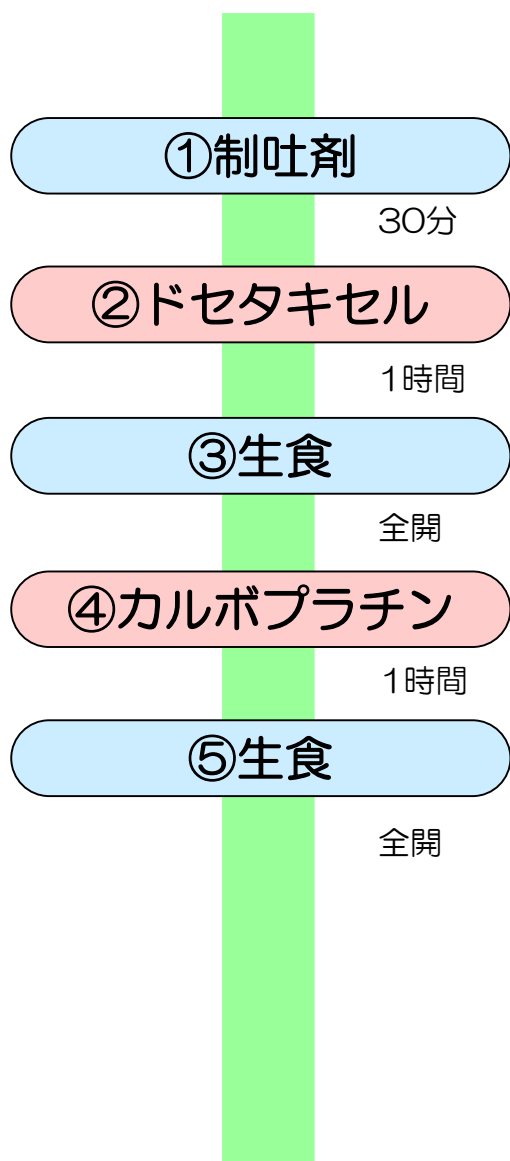 ①制吐剤
30分
②ドセタキセル
1時間
③生食
全開
④カルボプラチン
1時間
⑤生食
全開